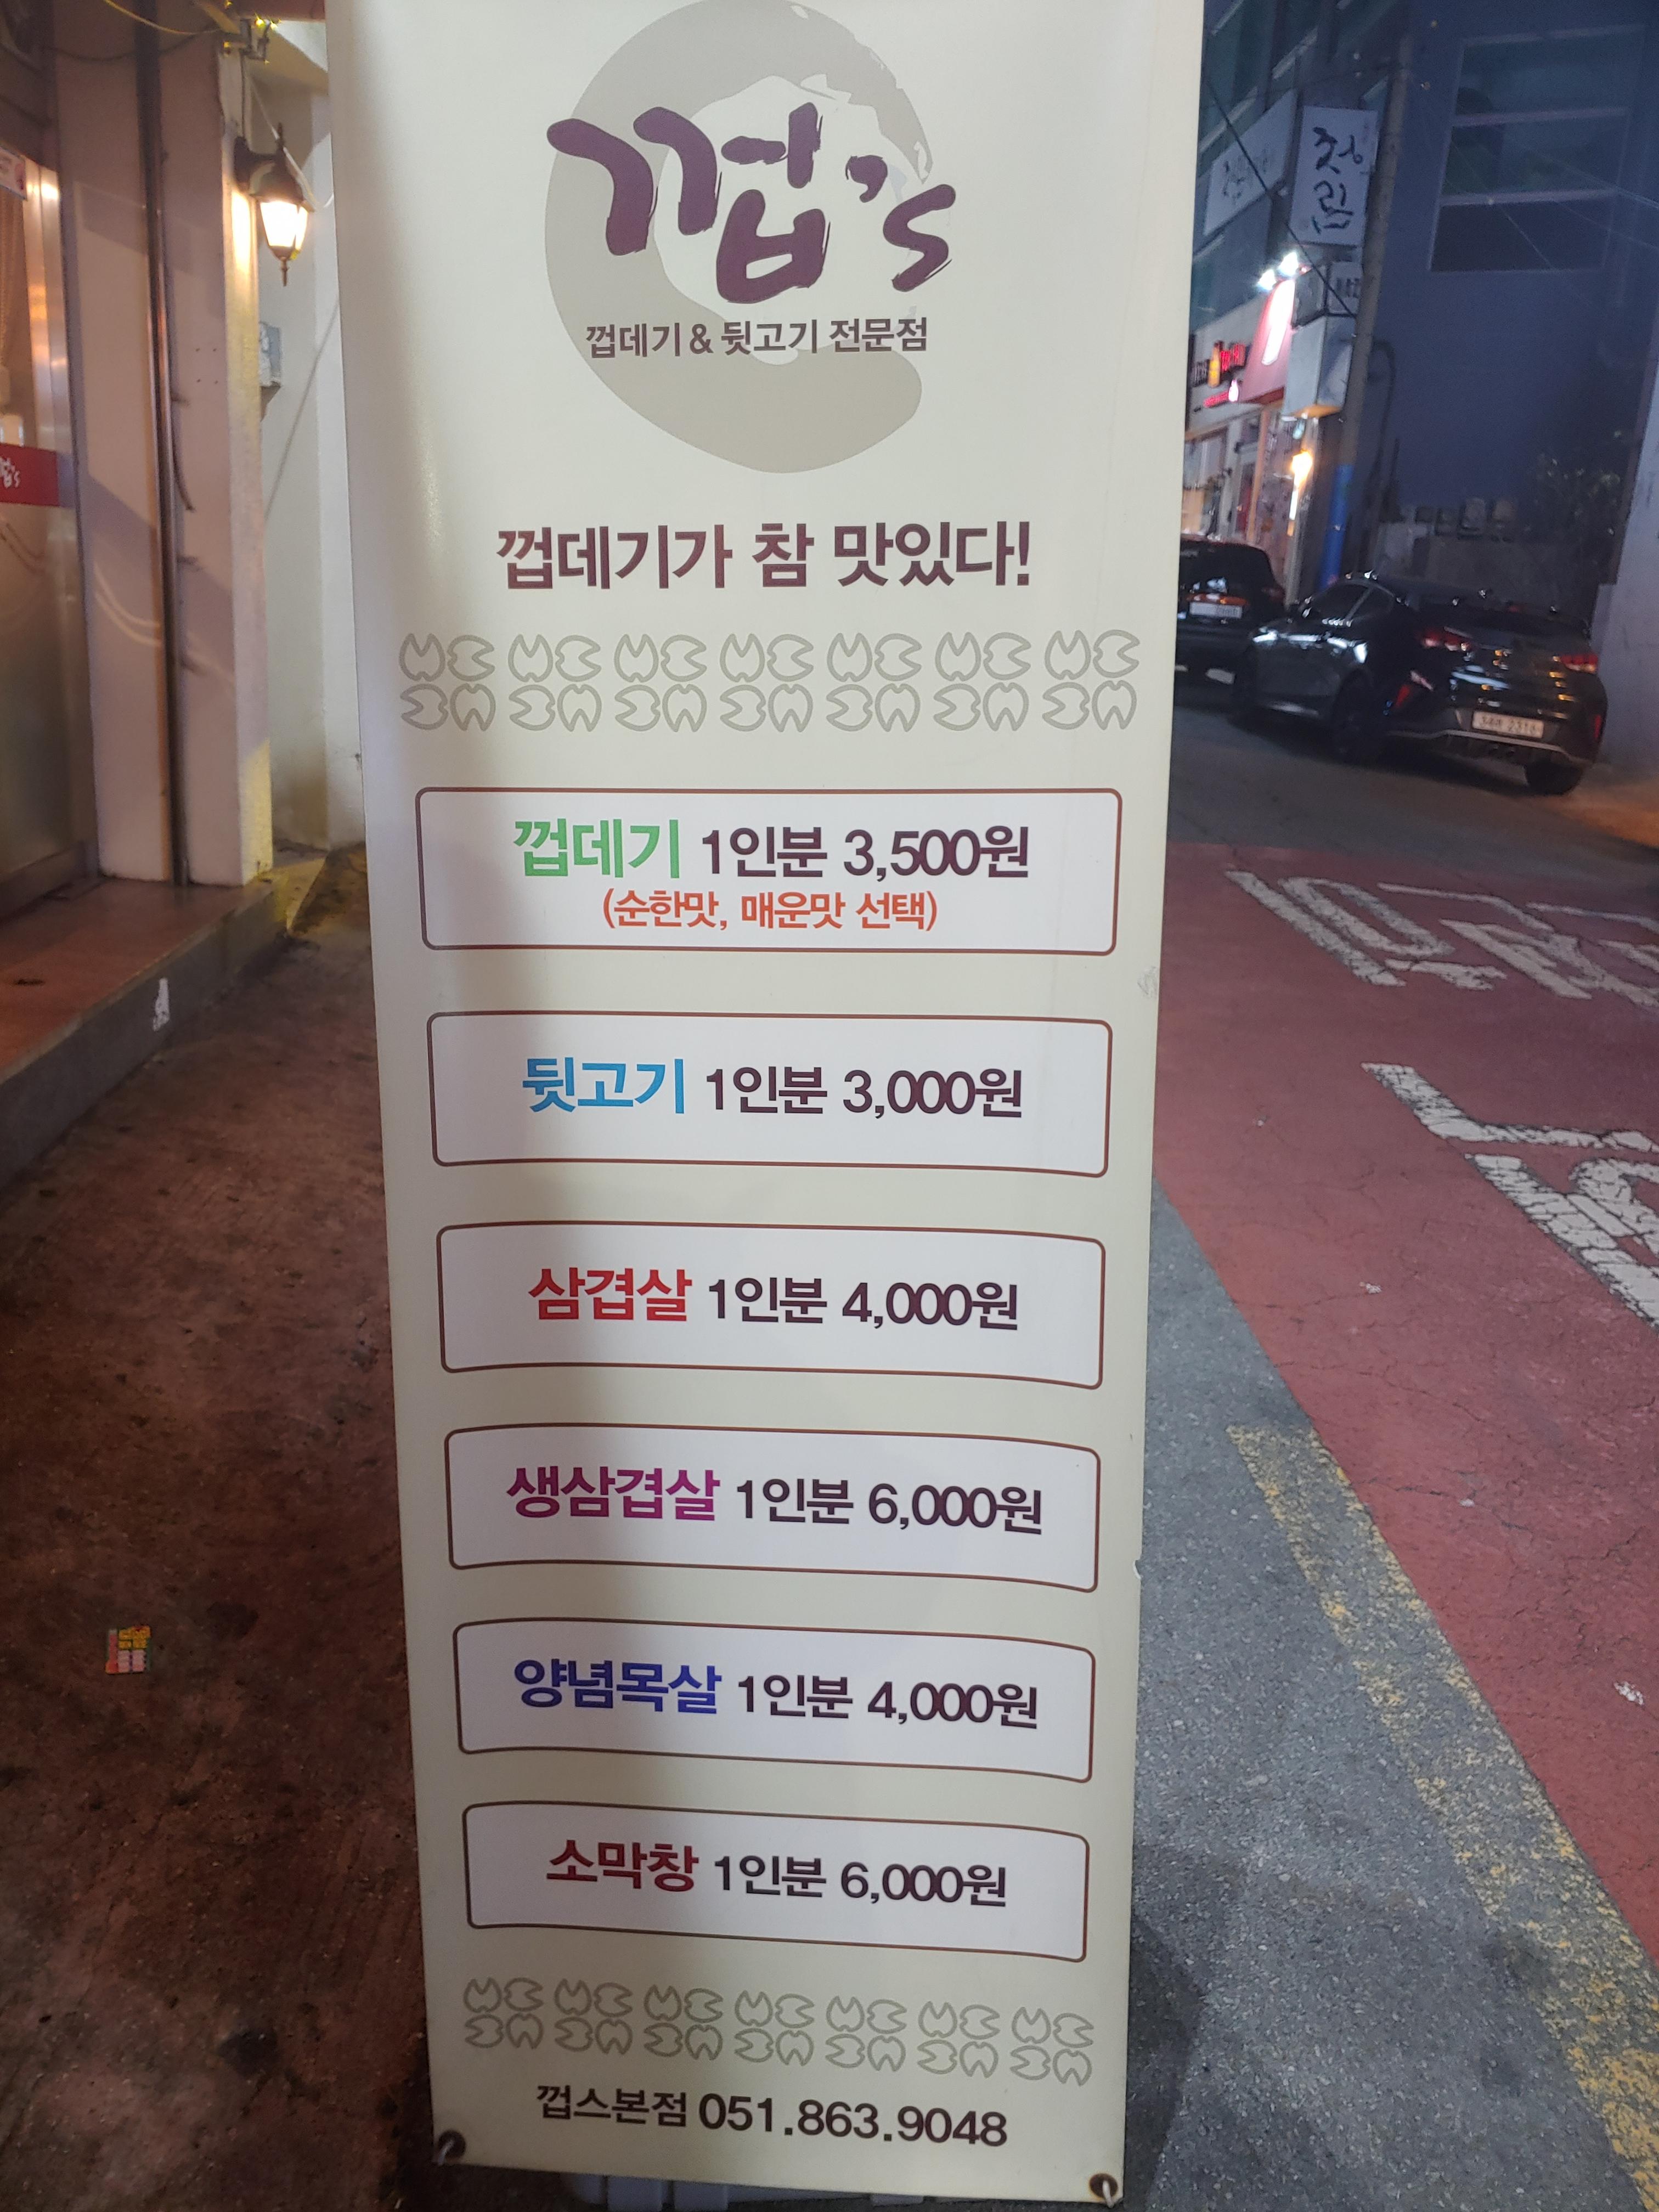 껍's
껍데기 & 뒷고기 전문점
껍데기가 참 맛있다!
껍데기 1인분 3,500원
(순한맛, 매운맛 선택)
뒷고기 1인분 3,000원
삼겹살 1인분 4,000원
생삼겹살 1인분 6,000원
양념목살 1인분 4,000원
소막창 1인분 6,000원
껍스본점 051.863.9048
껍's
청림